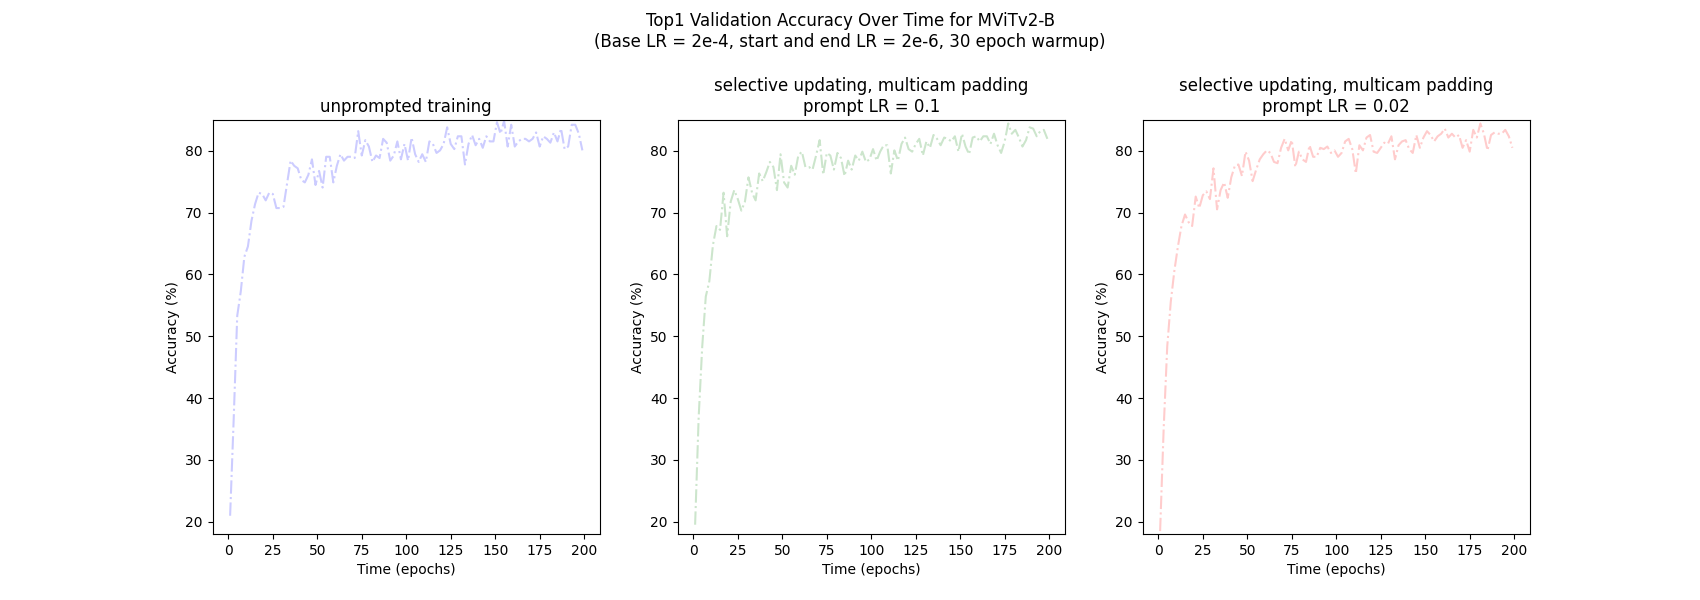 Top1 Validation Accuracy Over Time for MViTv2-B
(Base LR = 2e-4, start and end LR = 2e-6, 30 epoch warmup)
unprompted training
80
70
60
50
40
30
20
Accuracy (%)
0 25 50 75 100 125 150 175 200
Time (epochs)
selective updating, multicam padding
prompt LR = 0.1
80
70
60
50
40
30
20
Accuracy (%)
0 25 50 75 100 125 150 175 200
Time (epochs)
selective updating, multicam padding
prompt LR = 0.02
80
70
60
50
40
30
20
Accuracy (%)
0 25 50 75 100 125 150 175 200
Time (epochs)